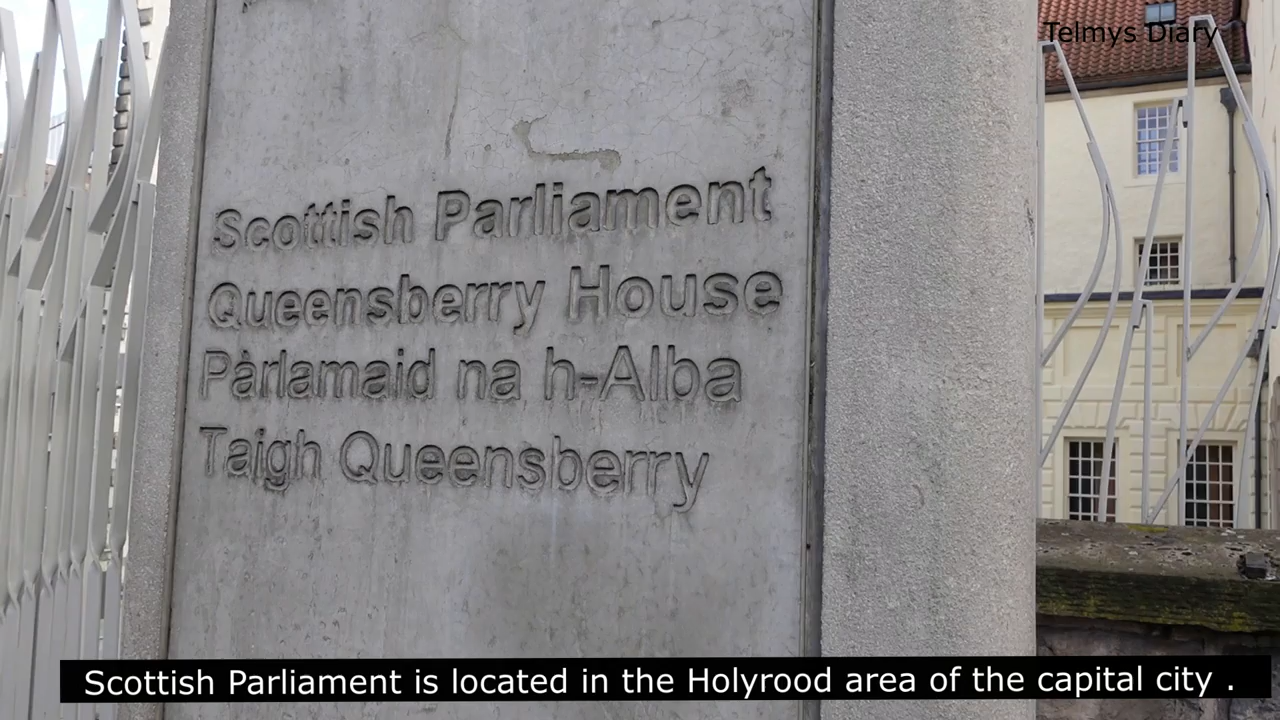 Telmys Diary
Scottish Parliament
Queensberry House
Pàrlamaid na h-Alba
Taigh Queensberry
Scottish Parliament is located in the Holyrood area of the capital city .